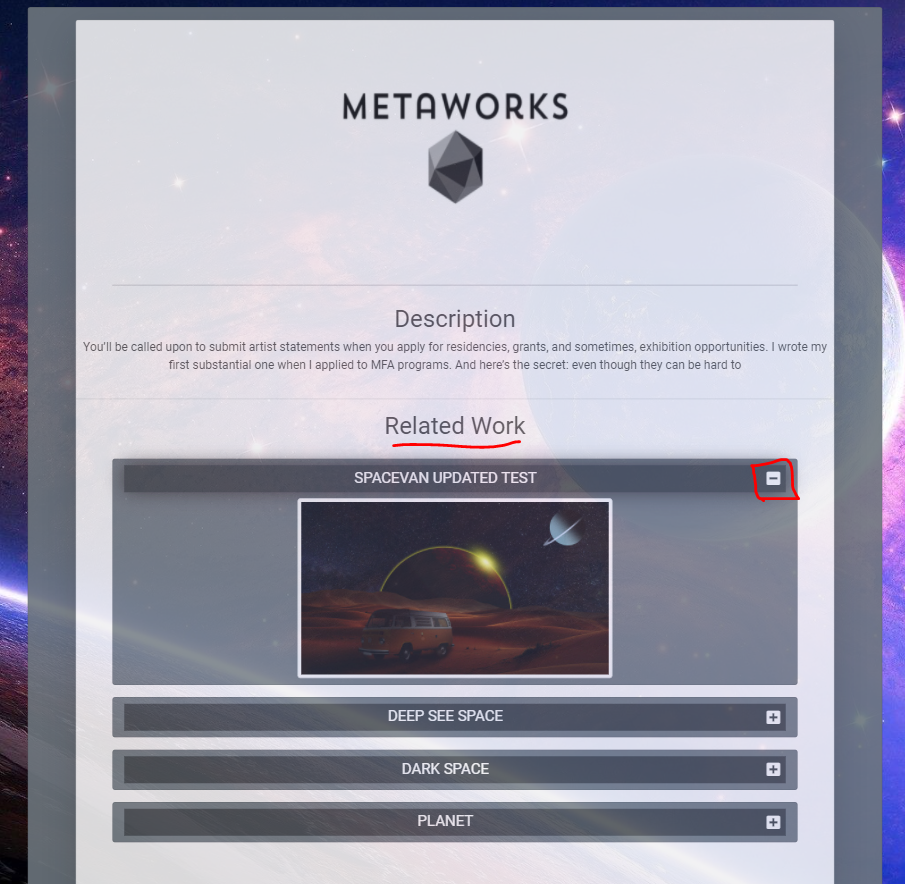 METAWORKS
Description
You'll be called upon to submit artist statements when you apply for residencies, grants, and sometimes, exhibition opportunities. I wrote my
first substantial one when I applied to MFA programs. And here's the secret: even though they can be hard to
Related Work
SPACEVAN UPDATED TEST
DEEP SEE SPACE
DARK SPACE
PLANET